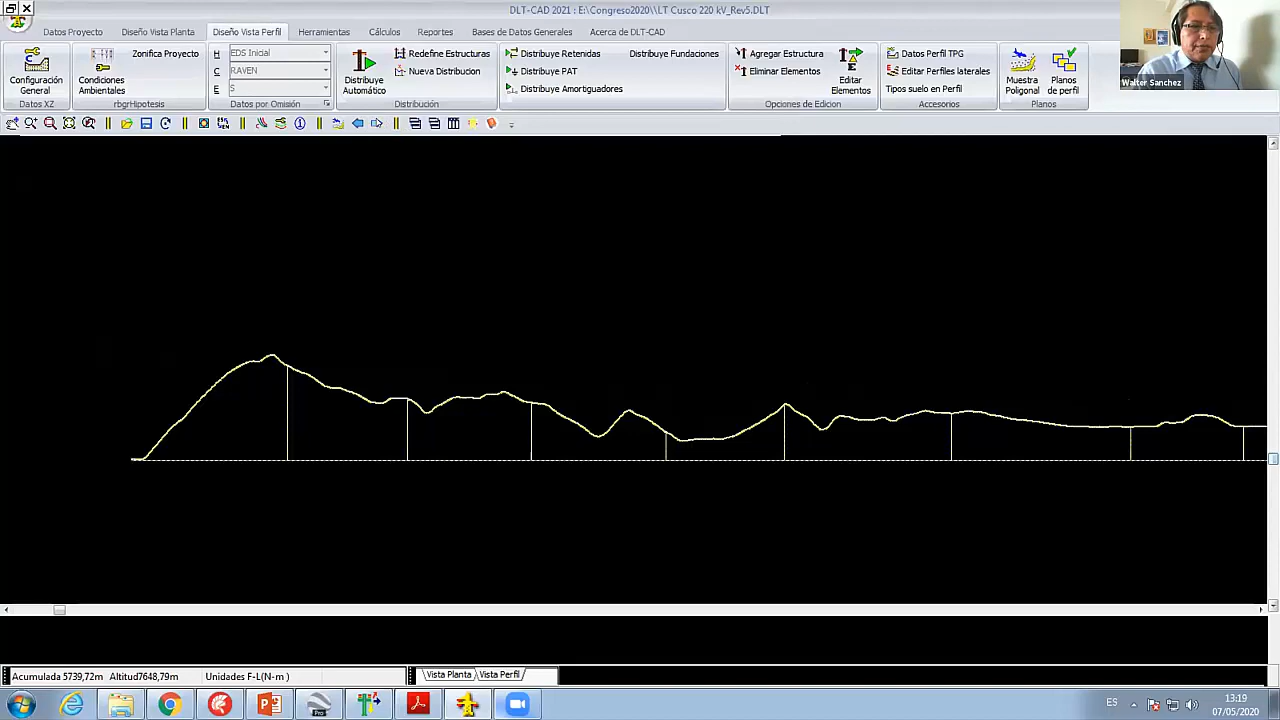 DLT-CAD 2021 : E:\Congreso2020\\LT Cusco 220 kV_Rev5.DLT
Datos Proyecto
Diseño Vista Planta
Diseño Vista Perfil
Herramientas
Cálculos
Reportes
Bases de Datos Generales
Acerca de DLT-CAD
Configuración
General
Datos XZ
Condiciones
Ambientales
Zonifica Proyecto
rbgrHipotesis
H EDS Inicial
C RAVEN
E S
Datos por Omisión
Distribuye
Automático
Redefine Estructuras
Nueva Distribucion
Distribución
Distribuye Retenidas
Distribuye PAT
Distribuye Amortiguadores
Distribuye Fundaciones
Agregar Estructura
Eliminar Elementos
Editar
Elementos
Opciones de Edicion
Datos Perfil TPG
Editar Perfiles laterales
Tipos suelo en Perfil
Accesorios
Muestra
Poligonal
Planos
de perfil
Planos
Walter Sanchez
Acumulada 5739,72m Altitud7648,79m Unidades F-L(N-m )
Vista Planta
Vista Perfil
Pro
ES
13:19
07/05/2020